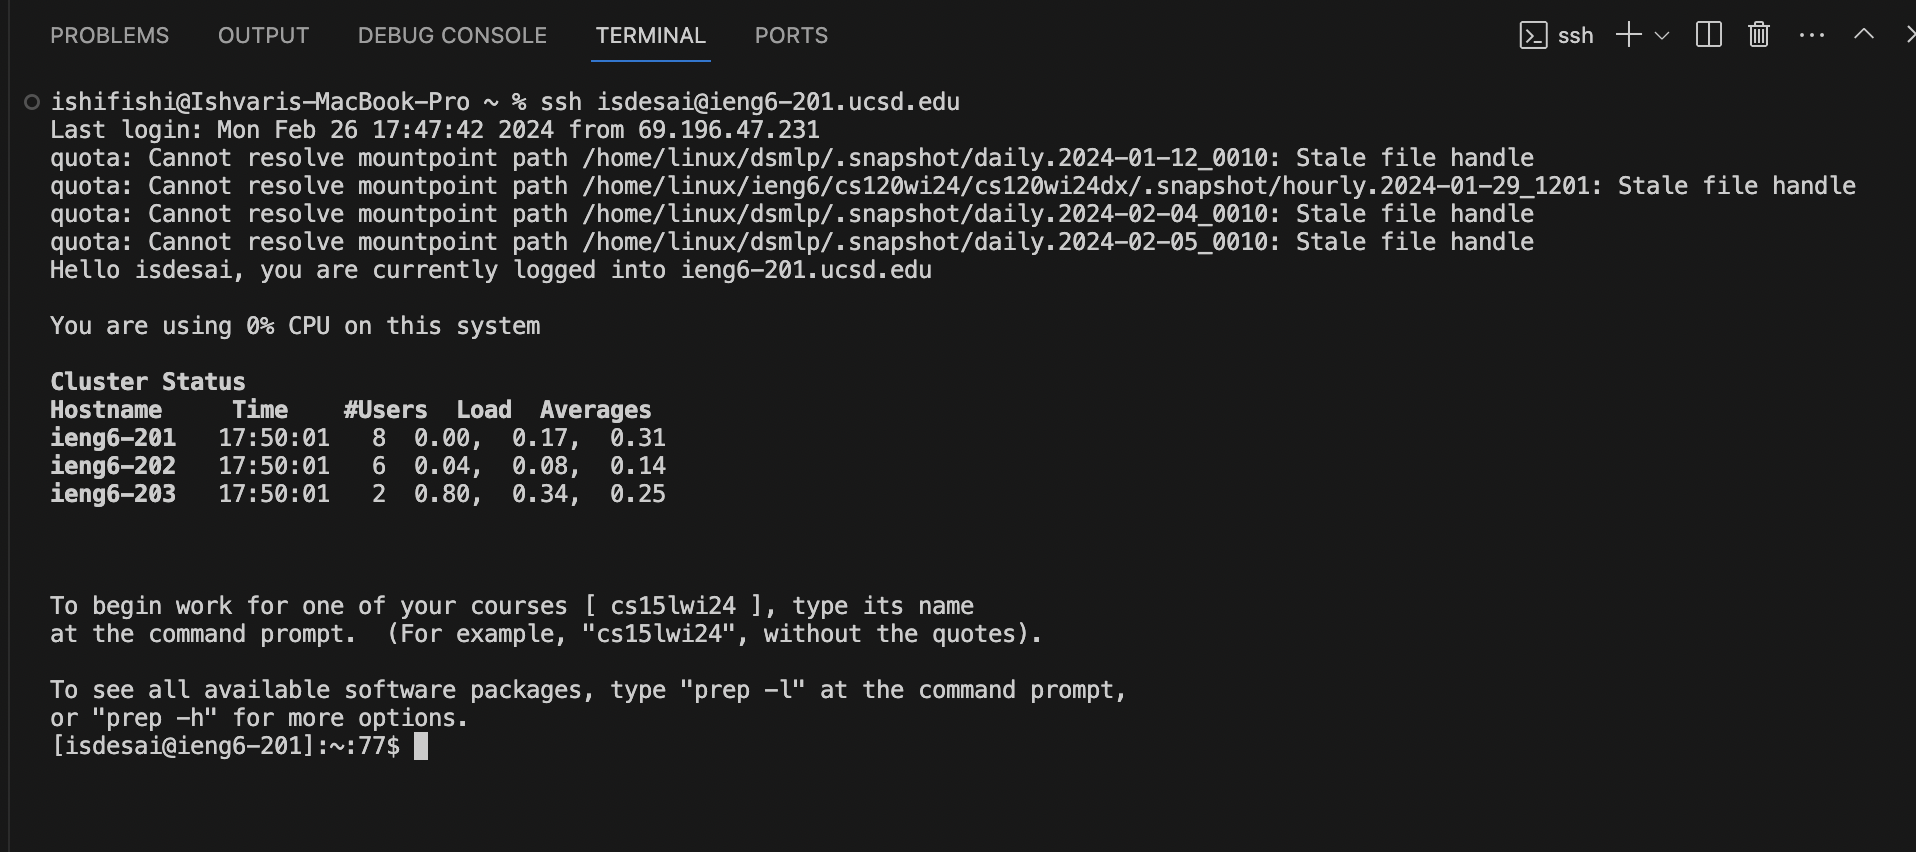 PROBLEMS OUTPUT DEBUG CONSOLE TERMINAL PORTS ssh
ishifishi@Ishvaris-MacBook-Pro ~ % ssh isdesai@ieng6-201.ucsd.edu
Last login: Mon Feb 26 17:47:42 2024 from 69.196.47.231
quota: Cannot resolve mountpoint path /home/linux/dsmlp/.snapshot/daily.2024-01-12_0010: Stale file handle
quota: Cannot resolve mountpoint path /home/linux/ieng6/cs120wi24/cs120wi24dx/.snapshot/hourly.2024-01-29_1201: Stale file handle
quota: Cannot resolve mountpoint path /home/linux/dsmlp/.snapshot/daily.2024-02-04_0010: Stale file handle
quota: Cannot resolve mountpoint path /home/linux/dsmlp/.snapshot/daily.2024-02-05_0010: Stale file handle
Hello isdesai, you are currently logged into ieng6-201.ucsd.edu
You are using 0% CPU on this system
Cluster Status
Hostname     Time    #Users  Load  Averages
ieng6-201   17:50:01   8  0.00,  0.17,  0.31
ieng6-202   17:50:01   6  0.04,  0.08,  0.14
ieng6-203   17:50:01   2  0.80,  0.34,  0.25
To begin work for one of your courses [ cs15lwi24 ], type its name
at the command prompt.  (For example, "cs15lwi24", without the quotes).
To see all available software packages, type "prep -l" at the command prompt,
or "prep -h" for more options.
[isdesai@ieng6-201]:~:77$